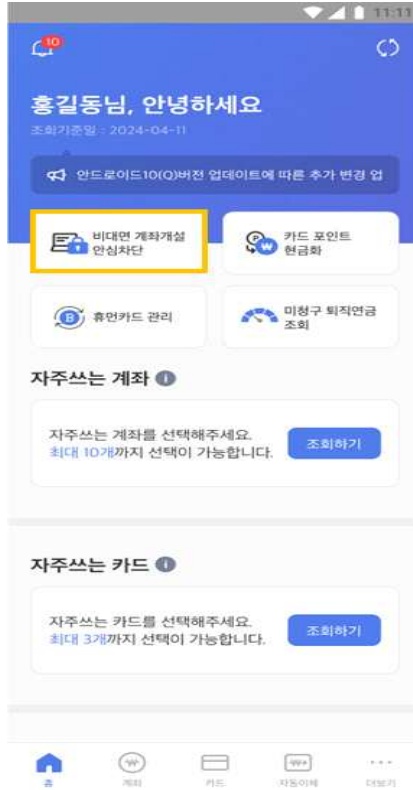 11:11
10
홍길동님, 안녕하세요
조회기준일 : 2024-04-11
안드로이드10(Q)버전 업데이트에 따른 추가 변경 업
비대면 계좌개설
안심차단
카드 포인트
현금화
휴먼카드 관리
미청구 퇴직연금
조회
자주쓰는 계좌
자주쓰는 계좌를 선택해주세요.
최대 10개까지 선택이 가능합니다.
조회하기
자주쓰는 카드
자주쓰는 카드를 선택해주세요.
최대 3개까지 선택이 가능합니다.
조회하기
홈
계좌
카드
자동이체
더보기